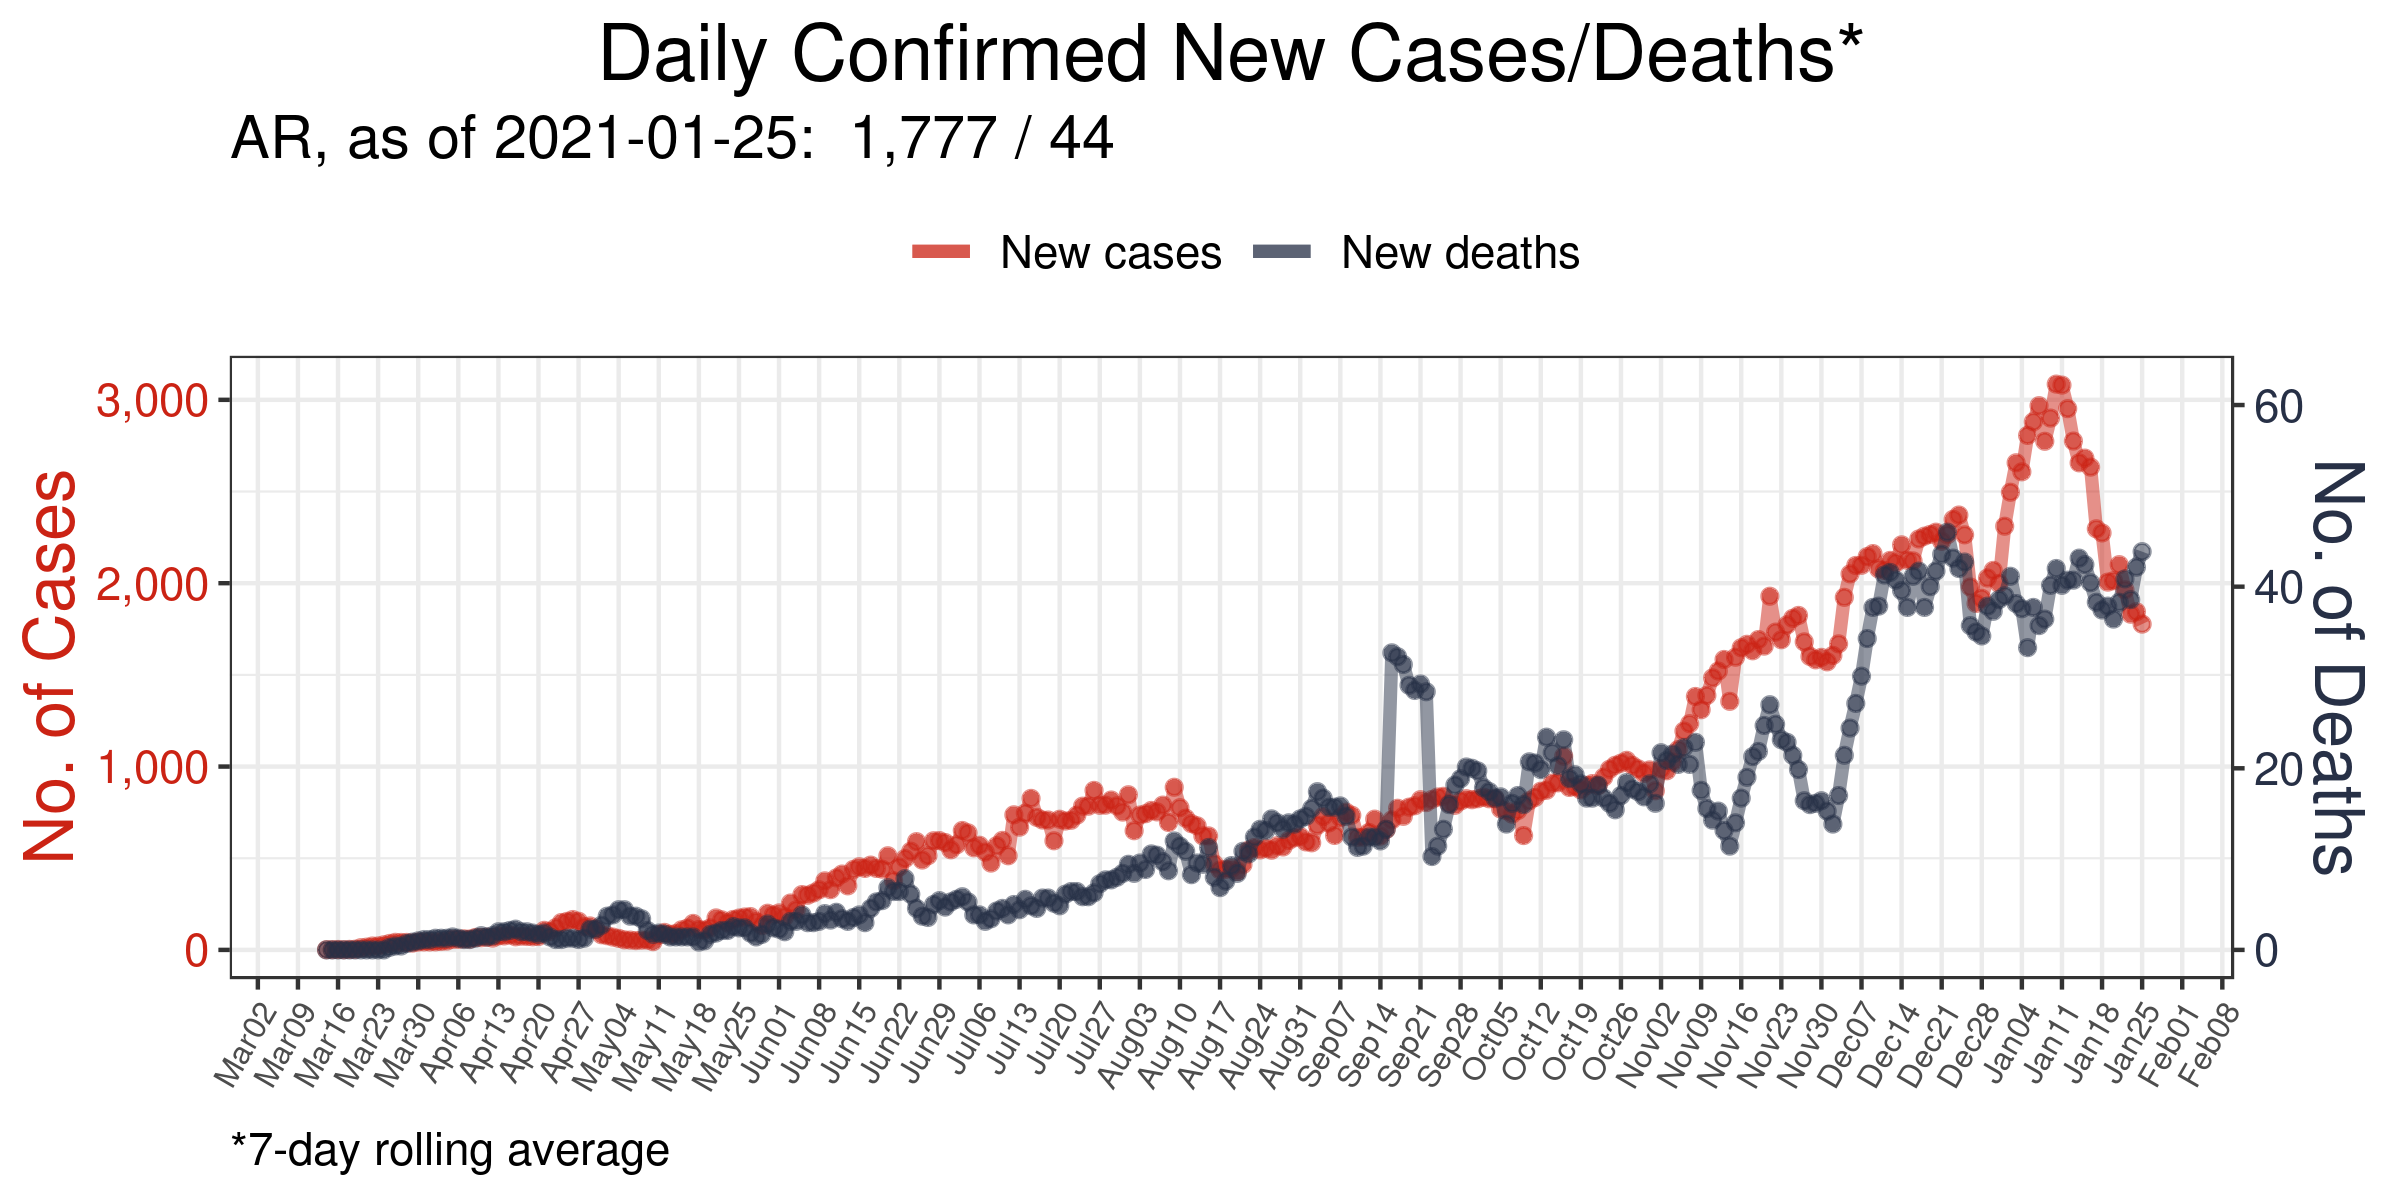 Daily Confirmed New Cases/Deaths*
AR, as of 2021-01-25:  1,777 / 44
New cases
New deaths
No. of Cases
3,000
2,000
1,000
0
60
40
20
0
No. of Deaths
Mar02
Mar09
Mar16
Mar23
Mar30
Apr06
Apr13
Apr20
Apr27
May04
May11
May18
May25
Jun01
Jun08
Jun15
Jun22
Jun29
Jul06
Jul13
Jul20
Jul27
Aug03
Aug10
Aug17
Aug24
Aug31
Sep07
Sep14
Sep21
Sep28
Oct05
Oct12
Oct19
Oct26
Nov02
Nov09
Nov16
Nov23
Nov30
Dec07
Dec14
Dec21
Dec28
Jan04
Jan11
Jan18
Jan25
Feb01
Feb08
*7-day rolling average